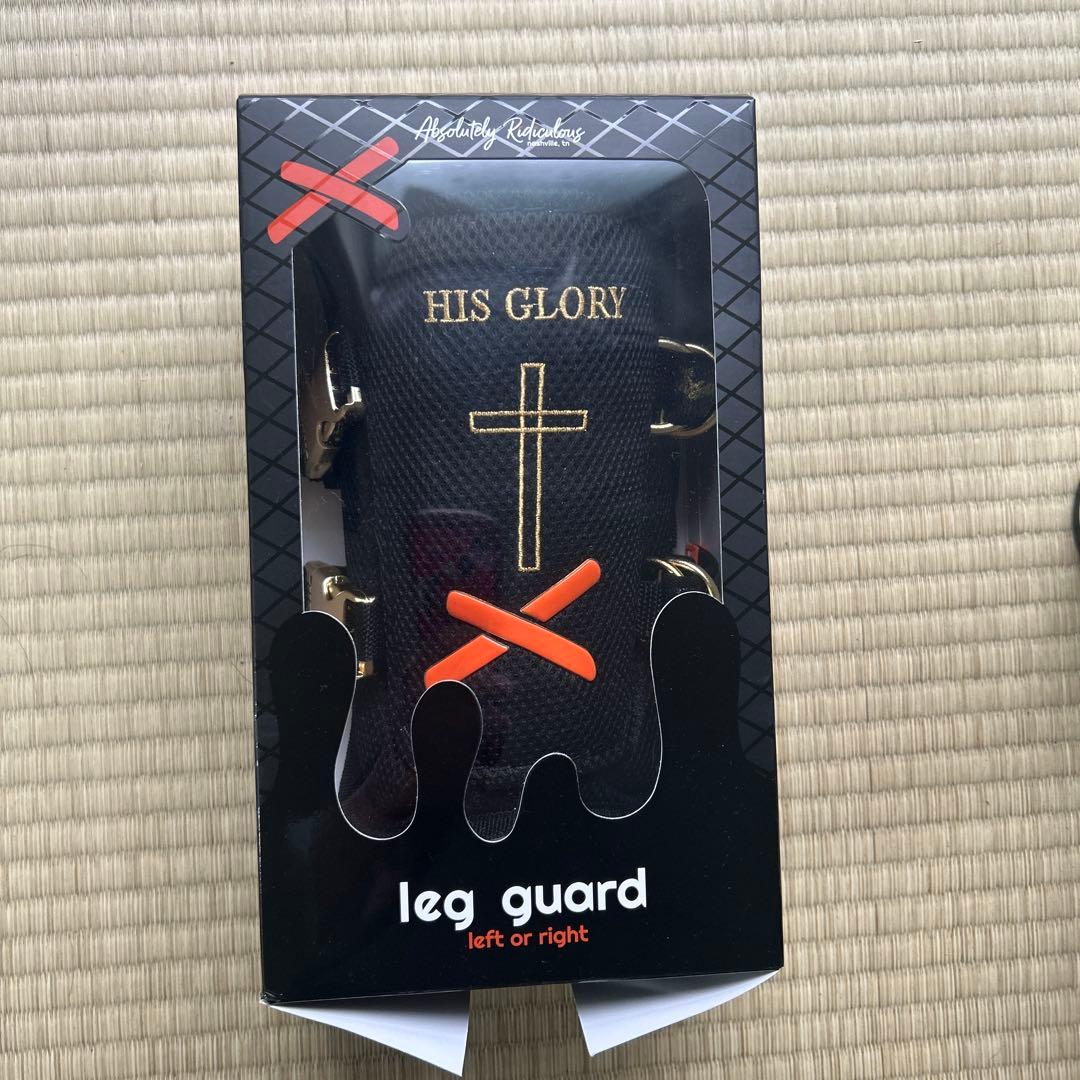 Absolutely Ridiculous
nashville, tn
HIS GLORY
leg guard
left or right